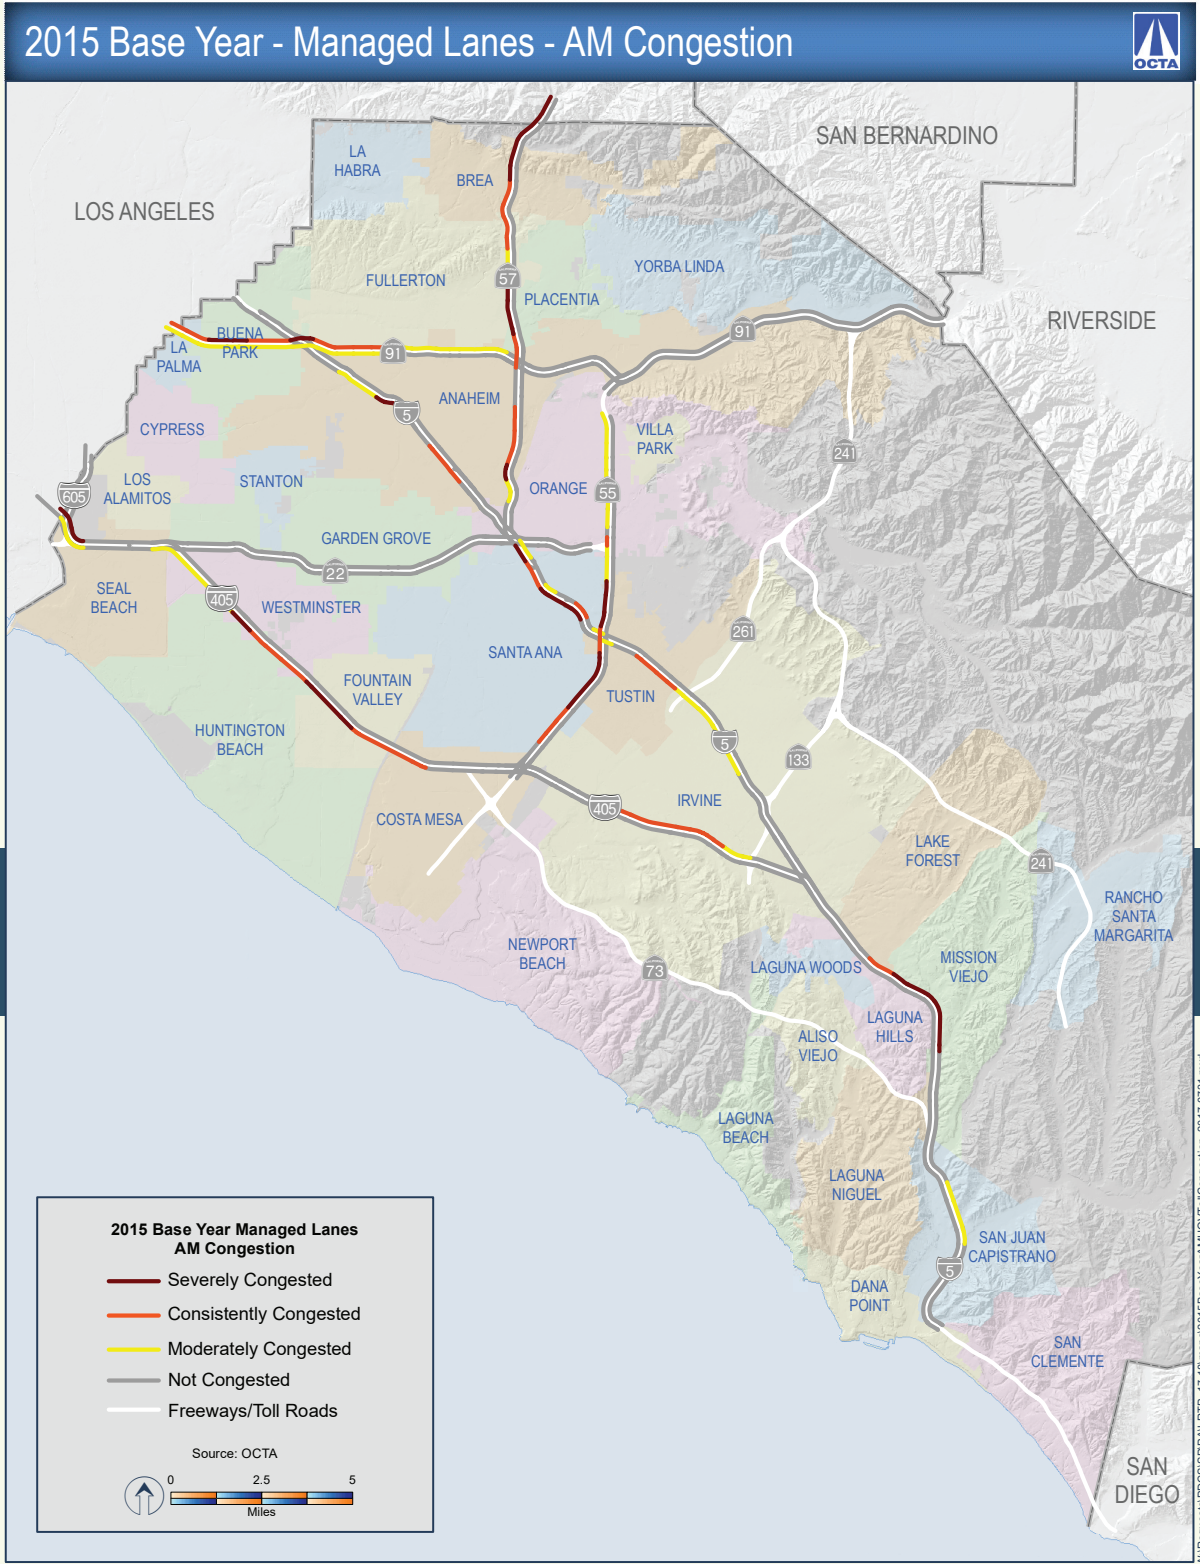 2015 Base Year - Managed Lanes - AM Congestion
OCTA
SAN BERNARDINO
LA
HABRA
BREA
LOS ANGELES
FULLERTON
YORBA LINDA
57
PLACENTIA
RIVERSIDE
BUENA
PARK
91
91
LA
PALMA
ANAHEIM
5
CYPRESS
VILLA
PARK
241
LOS
ALAMITOS
STANTON
ORANGE
55
605
GARDEN GROVE
22
SEAL
BEACH
405
WESTMINSTER
261
SANTA ANA
FOUNTAIN
VALLEY
TUSTIN
HUNTINGTON
BEACH
5
133
IRVINE
405
COSTA MESA
LAKE
FOREST
241
RANCHO
SANTA
MARGARITA
NEWPORT
BEACH
73
LAGUNA WOODS
MISSION
VIEJO
LAGUNA
HILLS
ALISO
VIEJO
LAGUNA
BEACH
LAGUNA
NIGUEL
SAN JUAN
CAPISTRANO
5
DANA
POINT
SAN
CLEMENTE
SAN
DIEGO
2015 Base Year Managed Lanes
AM Congestion
Severely Congested
Consistently Congested
Moderately Congested
Not Congested
Freeways/Toll Roads
Source: OCTA
0 2.5 5
Miles